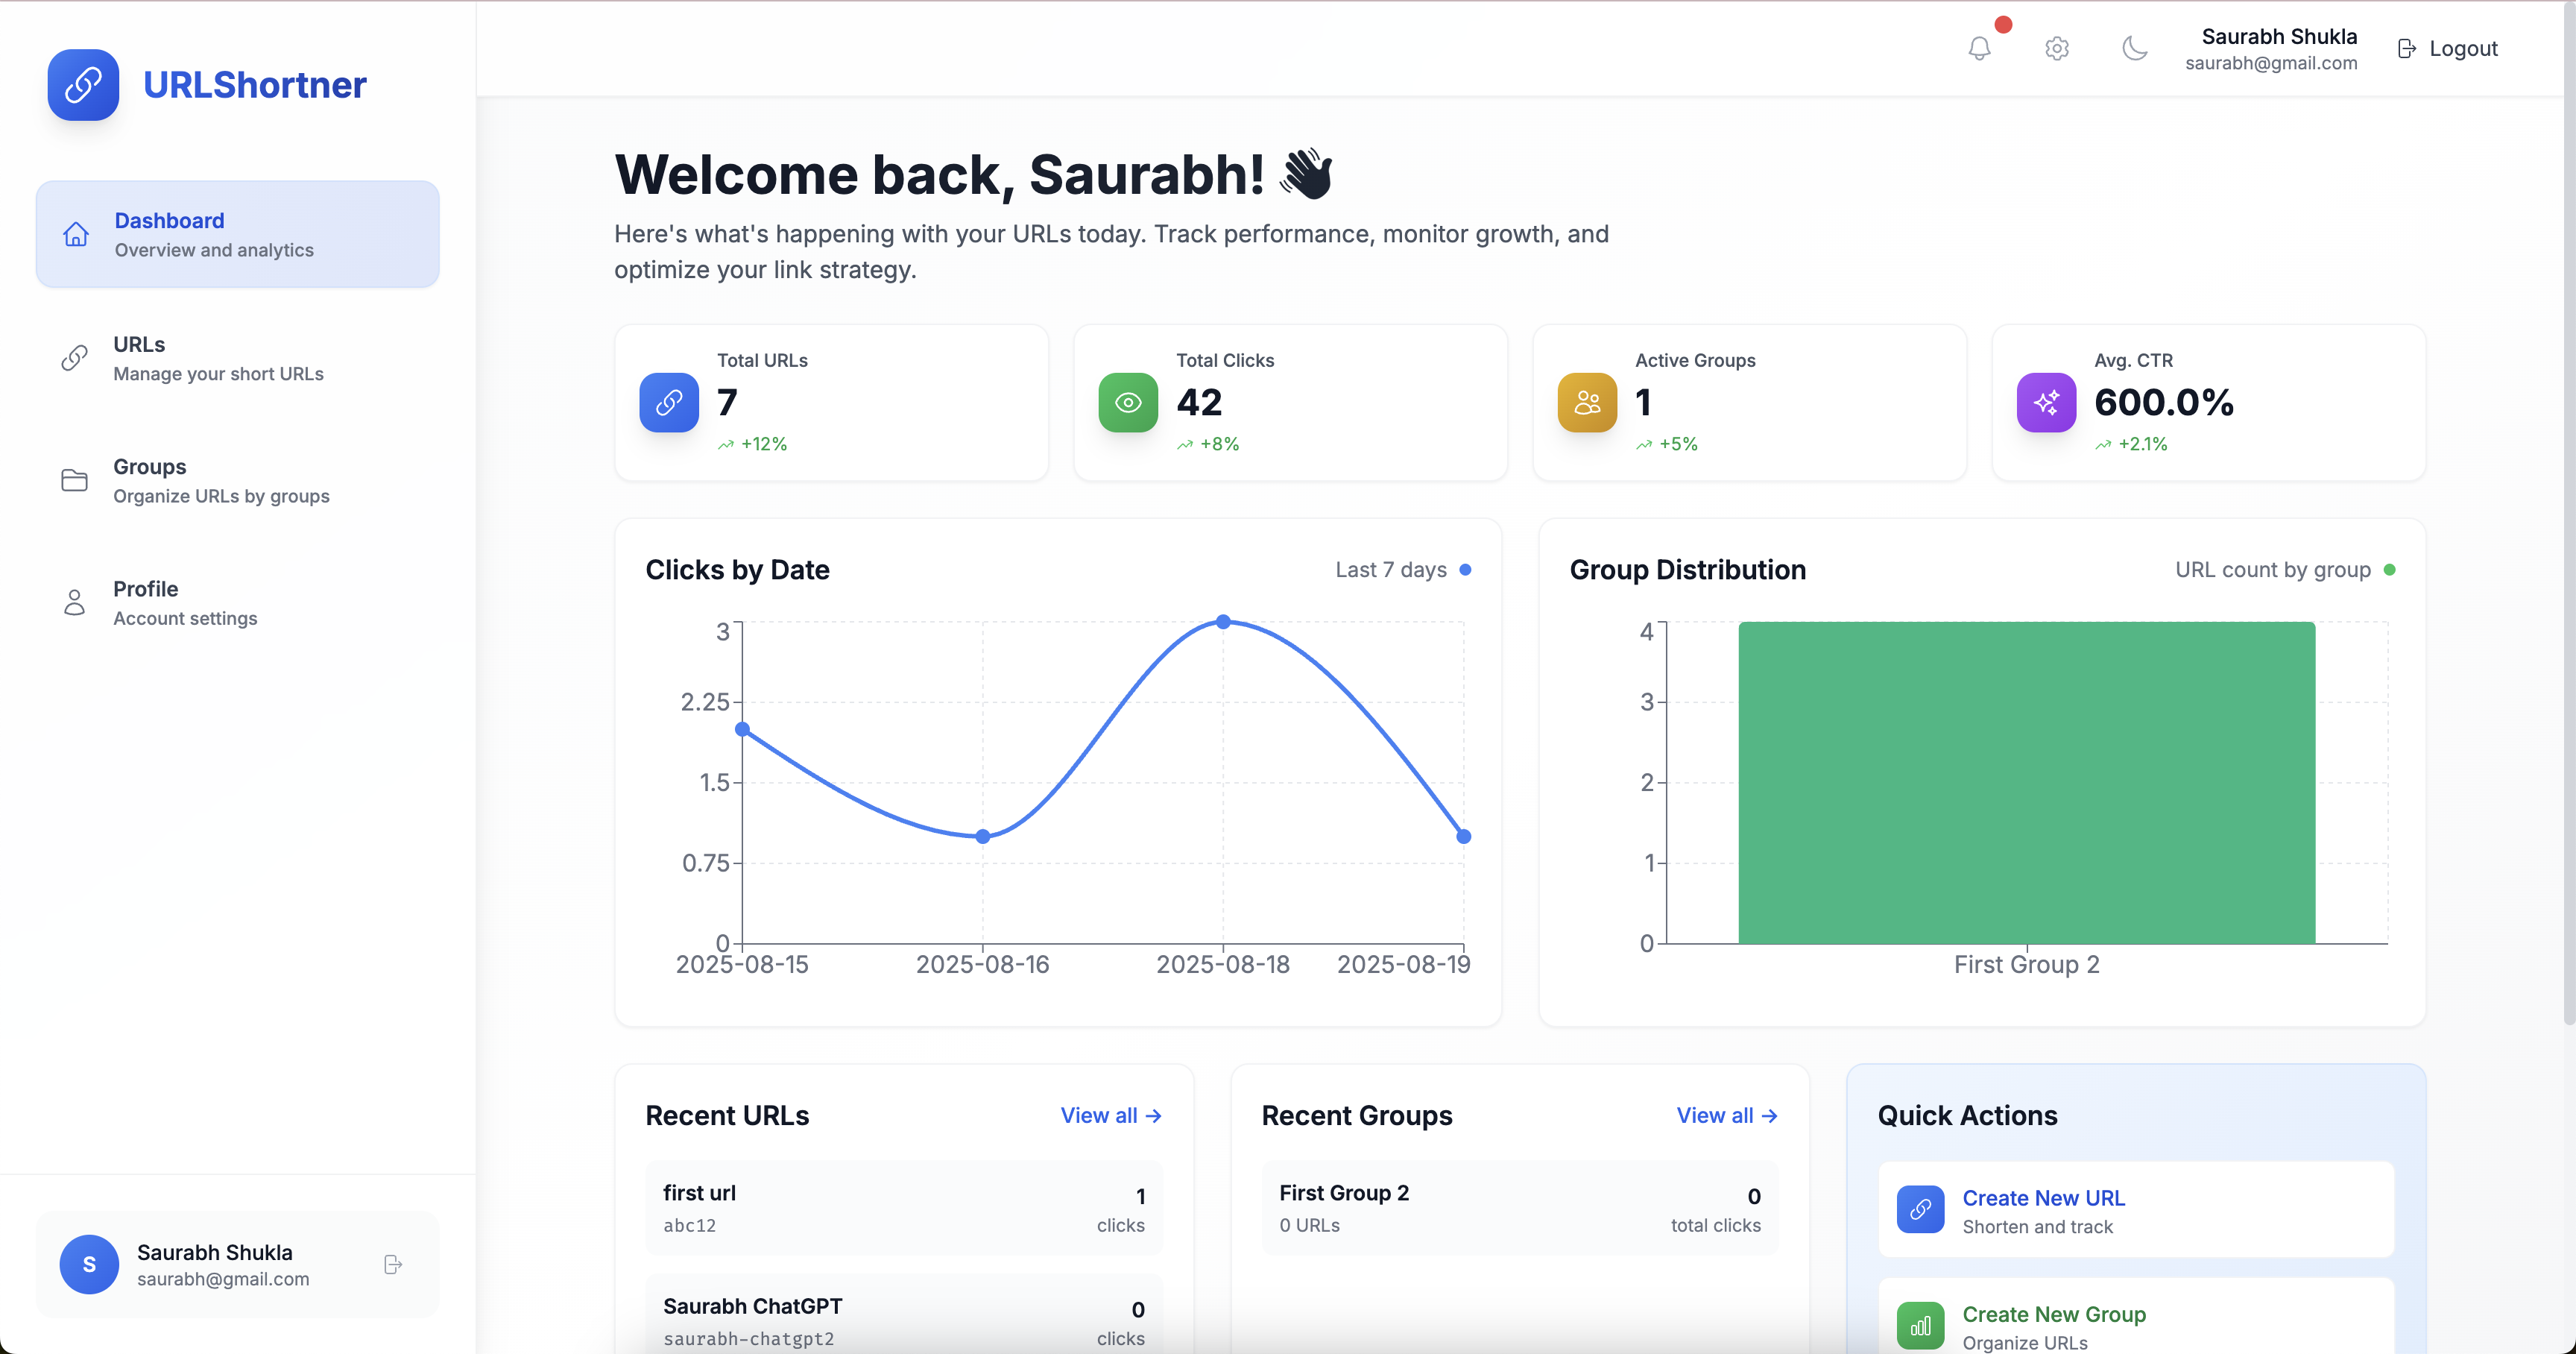 URLShortner
Dashboard
Overview and analytics
URLs
Manage your short URLs
Groups
Organize URLs by groups
Profile
Account settings
S
Saurabh Shukla
saurabh@gmail.com
Saurabh Shukla
saurabh@gmail.com
Logout
Welcome back, Saurabh! 👋
Here's what's happening with your URLs today. Track performance, monitor growth, and
optimize your link strategy.
Total URLs
7
+12%
Total Clicks
42
+8%
Active Groups
1
+5%
Avg. CTR
600.0%
+2.1%
Clicks by Date
Last 7 days
3
2.25
1.5
0.75
0
2025-08-15 2025-08-16 2025-08-18 2025-08-19
Group Distribution
URL count by group
4
3
2
1
0
First Group 2
Recent URLs
View all →
first url
abc12
1
clicks
Saurabh ChatGPT
saurabh-chatgpt2
0
clicks
Recent Groups
View all →
First Group 2
0 URLs
0
total clicks
Quick Actions
Create New URL
Shorten and track
Create New Group
Organize URLs